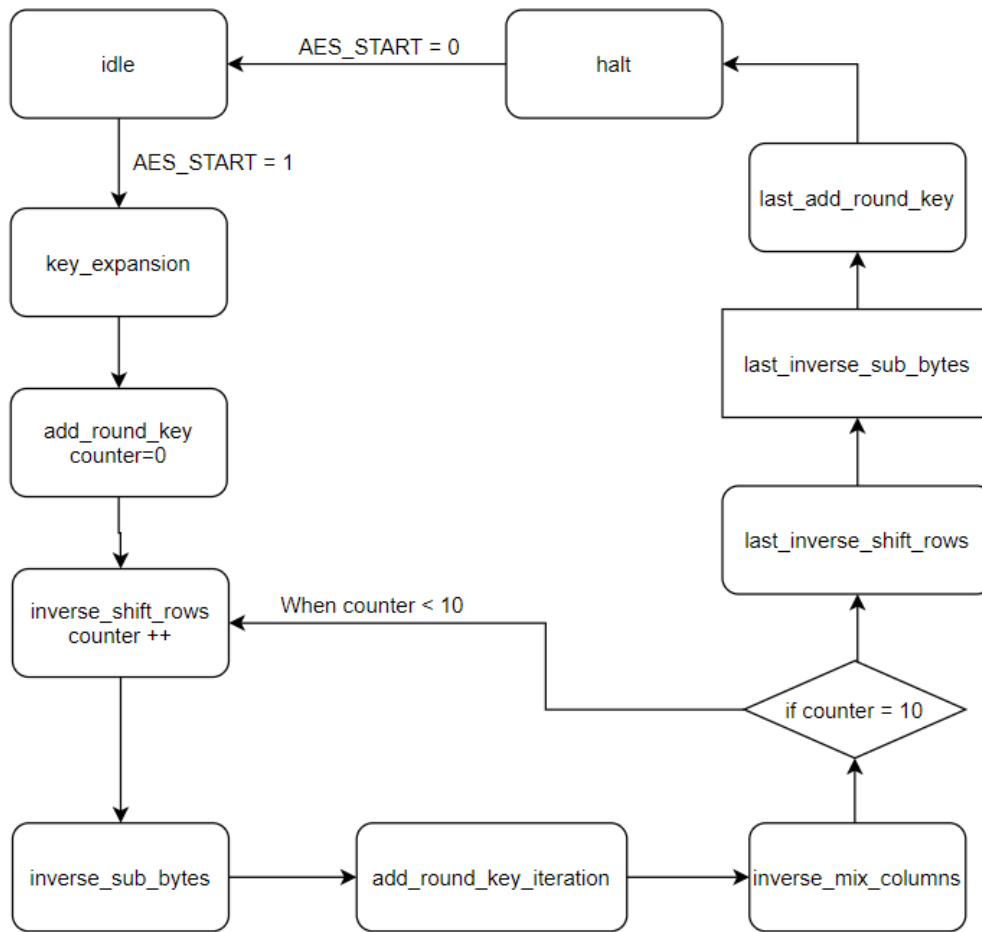 idle
AES_START = 0
halt
AES_START = 1
last_add_round_key
key_expansion
last_inverse_sub_bytes
add_round_key
counter=0
last_inverse_shift_rows
inverse_shift_rows
counter ++
When counter < 10
if counter = 10
inverse_sub_bytes
add_round_key_iteration
inverse_mix_columns